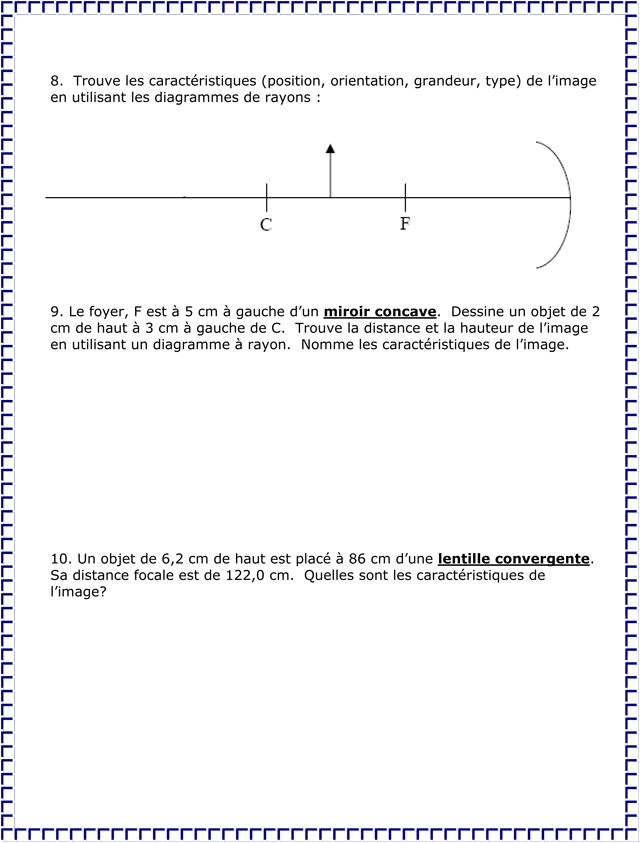 8. Trouve les caractéristiques (position, orientation, grandeur, type) de l'image
en utilisant les diagrammes de rayons :
C
F
9. Le foyer, F est à 5 cm à gauche d'un miroir concave. Dessine un objet de 2
cm de haut à 3 cm à gauche de C. Trouve la distance et la hauteur de l'image
en utilisant un diagramme à rayon. Nomme les caractéristiques de l'image.
10. Un objet de 6,2 cm de haut est placé à 86 cm d'une lentille convergente.
Sa distance focale est de 122,0 cm. Quelles sont les caractéristiques de
l'image?